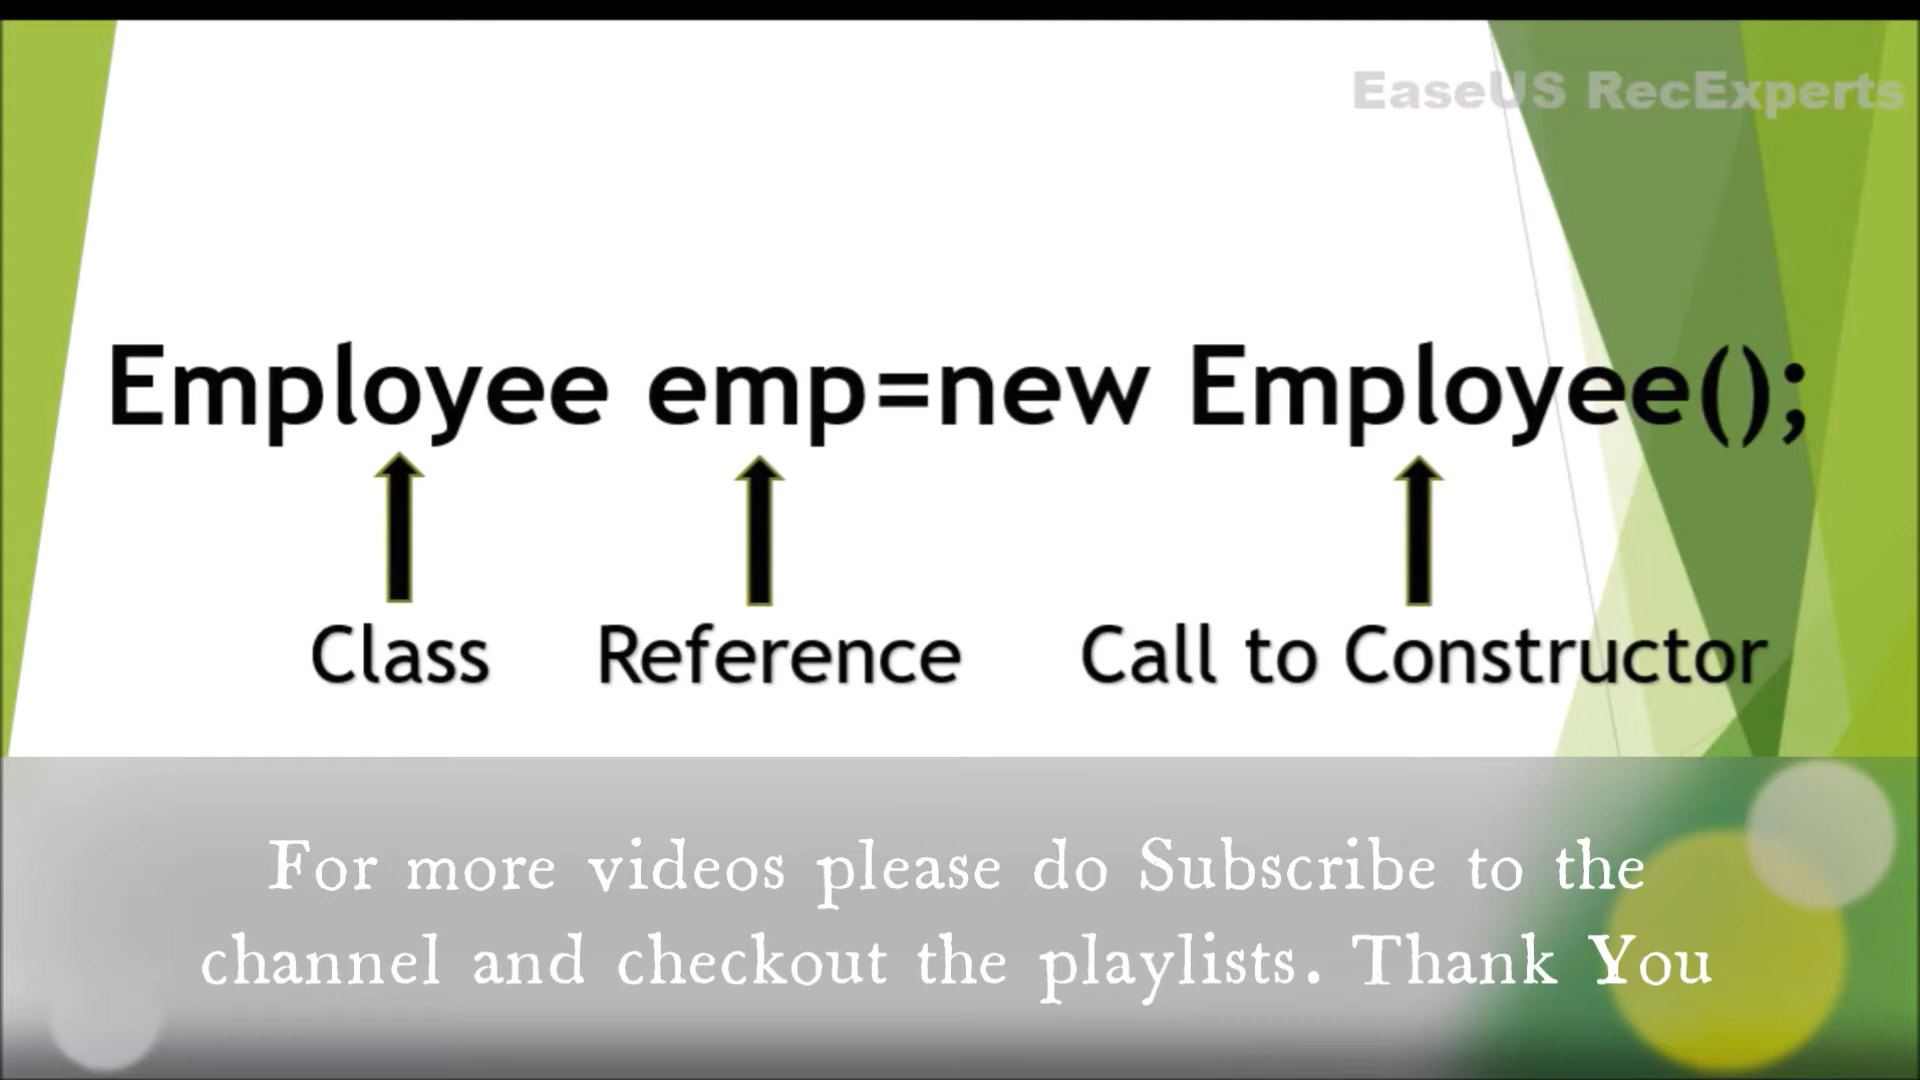 EaseUS RecExperts
Employee emp=new Employee();
Class Reference Call to Constructor
For more videos please do Subscribe to the
channel and checkout the playlists. Thank You